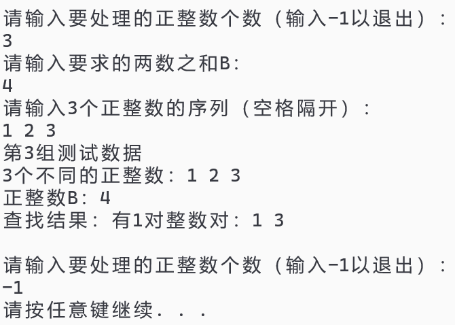 请输入要处理的正整数个数（输入-1以退出）：
3
请输入要求的两数之和B:
4
请输入3个正整数的序列（空格隔开）：
1 2 3
第3组测试数据
3个不同的正整数: 1 2 3
正整数B: 4
查找结果: 有1对整数对: 1 3
请输入要处理的正整数个数（输入-1以退出）：
-1
请按任意键继续. . .